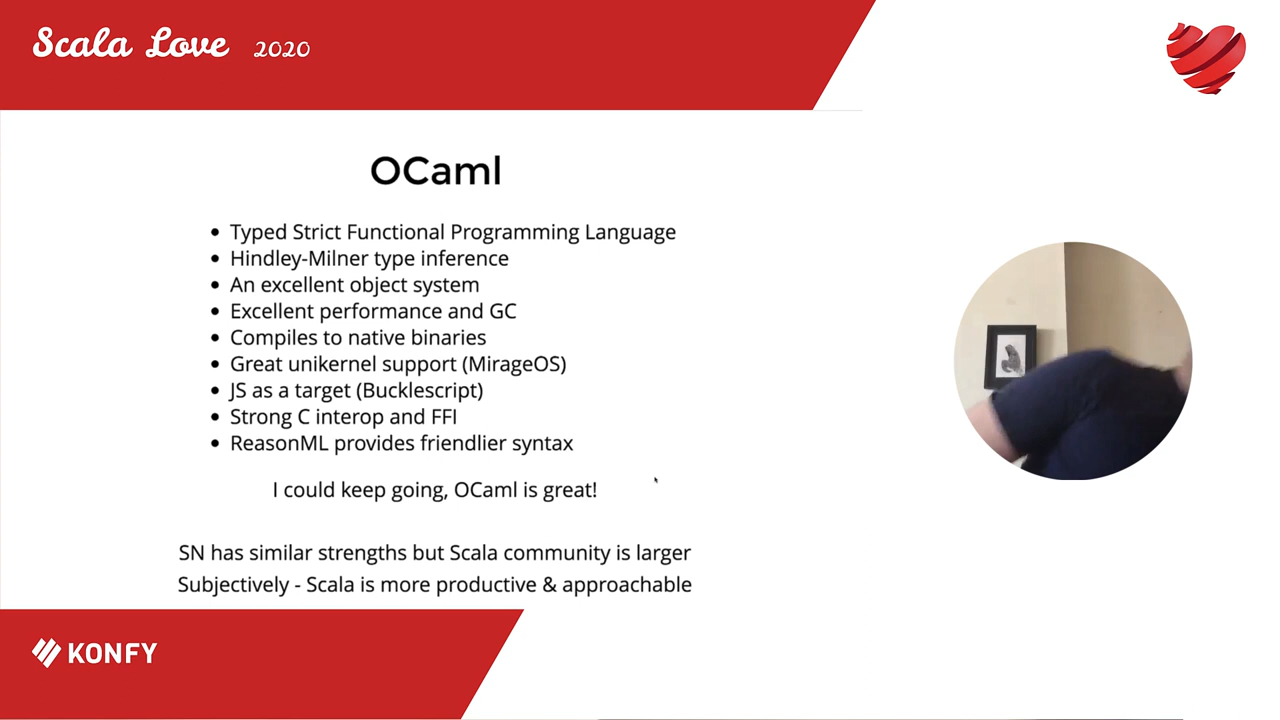 Scala Love 2020
OCaml
• Typed Strict Functional Programming Language
• Hindley-Milner type inference
• An excellent object system
• Excellent performance and GC
• Compiles to native binaries
• Great unikernel support (MirageOS)
• JS as a target (Bucklescript)
• Strong C interop and FFI
• ReasonML provides friendlier syntax
I could keep going, OCaml is great!
SN has similar strengths but Scala community is larger
Subjectively - Scala is more productive & approachable
KONFY